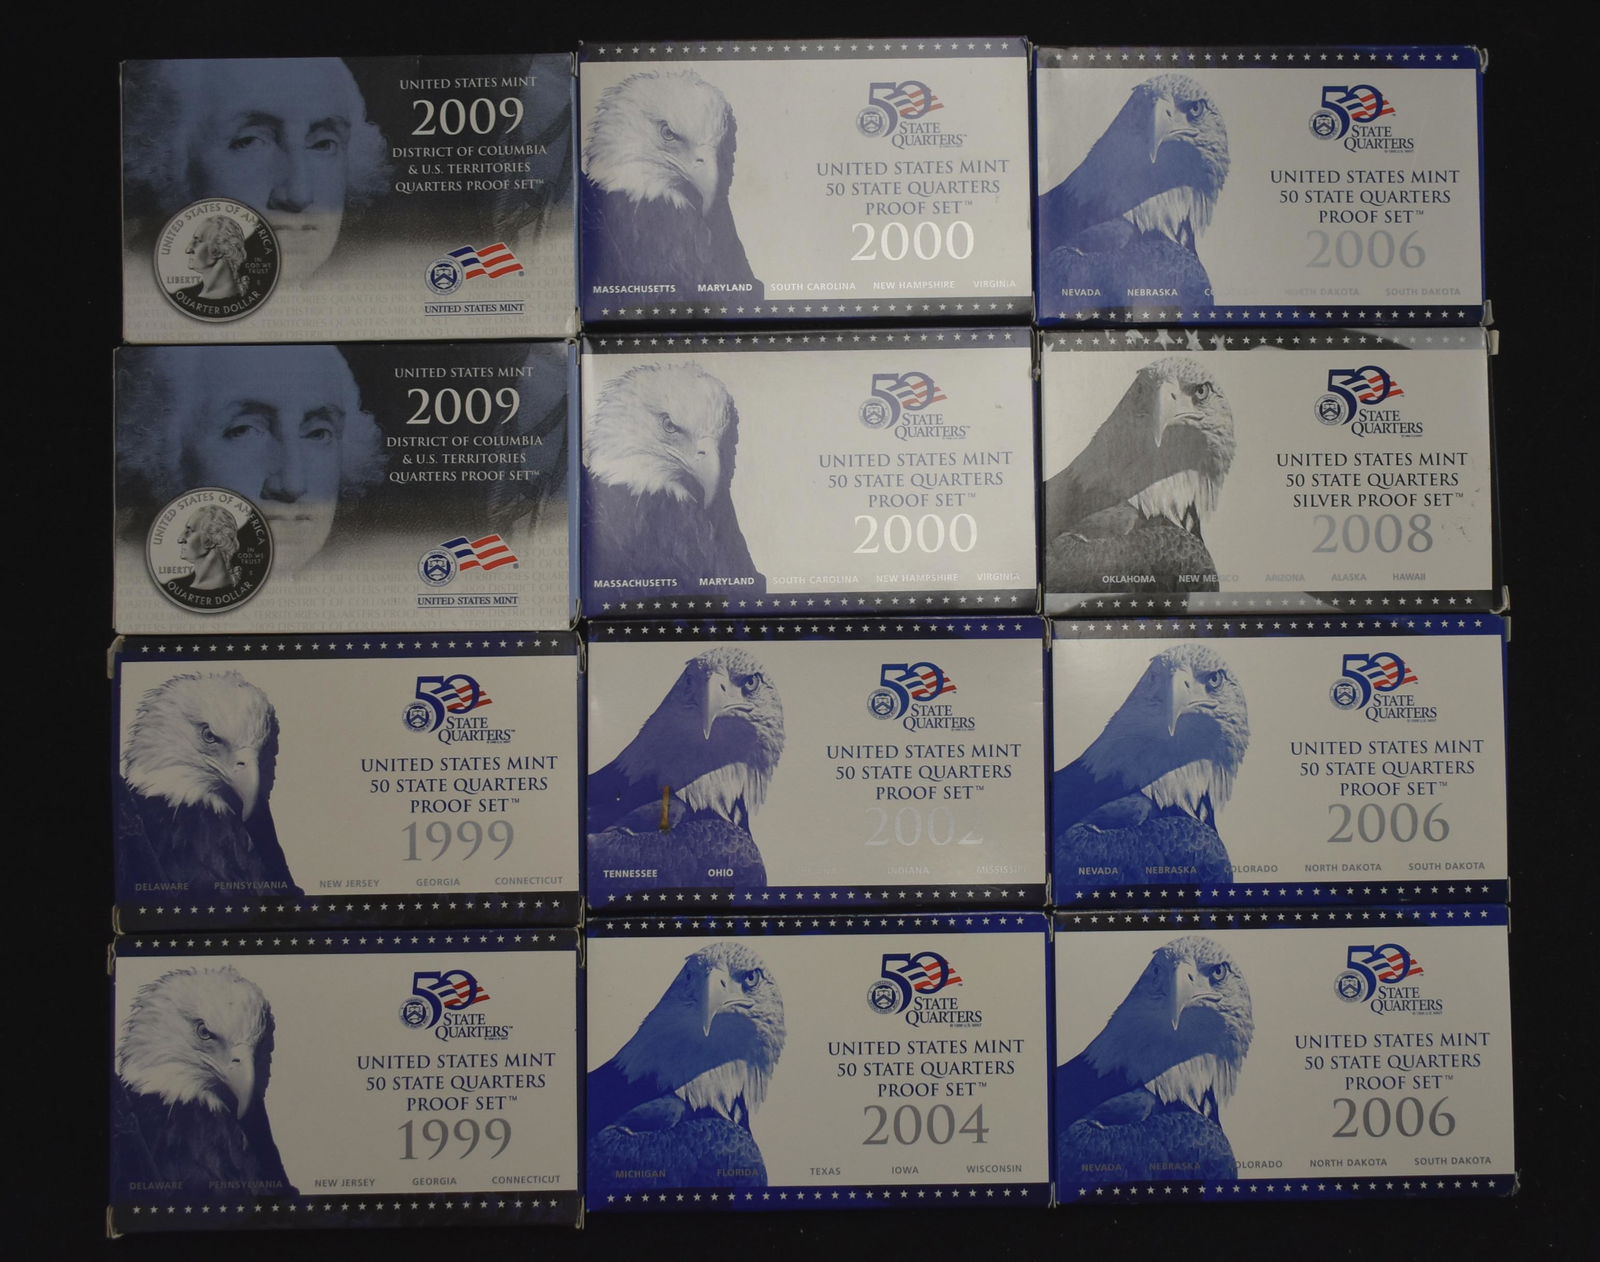 UNITED STATES MINT
2009
DISTRICT OF COLUMBIA
& U.S. TERRITORIES
QUARTERS PROOF SET™
UNITED STATES OF AMERICA
LIBERTY
IN
GOD WE
TRUST
QUARTER DOLLAR
UNITED STATES MINT
50
STATE
QUARTERS™
UNITED STATES MINT
50 STATE QUARTERS
PROOF SET™
2000
MASSACHUSETTS MARYLAND SOUTH CAROLINA NEW HAMPSHIRE VIRGINIA
50
STATE
QUARTERS
UNITED STATES MINT
50 STATE QUARTERS
PROOF SET™
2006
NEVADA NEBRASKA NORTH DAKOTA SOUTH DAKOTA
UNITED STATES MINT
2009
DISTRICT OF COLUMBIA
& U.S. TERRITORIES
QUARTERS PROOF SET™
UNITED STATES OF AMERICA
LIBERTY
IN
GOD WE
TRUST
QUARTER DOLLAR
UNITED STATES MINT
50
STATE
QUARTERS™
UNITED STATES MINT
50 STATE QUARTERS
PROOF SET™
2000
MASSACHUSETTS MARYLAND SOUTH CAROLINA NEW HAMPSHIRE VIRGINIA
50
STATE
QUARTERS
UNITED STATES MINT
50 STATE QUARTERS
SILVER PROOF SET™
2008
OKLAHOMA NEW MEXICO ARIZONA ALASKA HAWAII
50
STATE
QUARTERS™
UNITED STATES MINT
50 STATE QUARTERS
PROOF SET™
1999
DELAWARE PENNSYLVANIA NEW JERSEY GEORGIA CONNECTICUT
50
STATE
QUARTERS
UNITED STATES MINT
50 STATE QUARTERS
PROOF SET™
2002
TENNESSEE OHIO INDIANA MISSISSIPPI
50
STATE
QUARTERS
UNITED STATES MINT
50 STATE QUARTERS
PROOF SET™
2006
NEVADA NEBRASKA COLORADO NORTH DAKOTA SOUTH DAKOTA
50
STATE
QUARTERS™
UNITED STATES MINT
50 STATE QUARTERS
PROOF SET™
1999
DELAWARE PENNSYLVANIA NEW JERSEY GEORGIA CONNECTICUT
50
STATE
QUARTERS
UNITED STATES MINT
50 STATE QUARTERS
PROOF SET™
2004
MICHIGAN FLORIDA TEXAS IOWA WISCONSIN
50
STATE
QUARTERS
UNITED STATES MINT
50 STATE QUARTERS
PROOF SET™
2006
NEVADA NEBRASKA COLORADO NORTH DAKOTA SOUTH DAKOTA